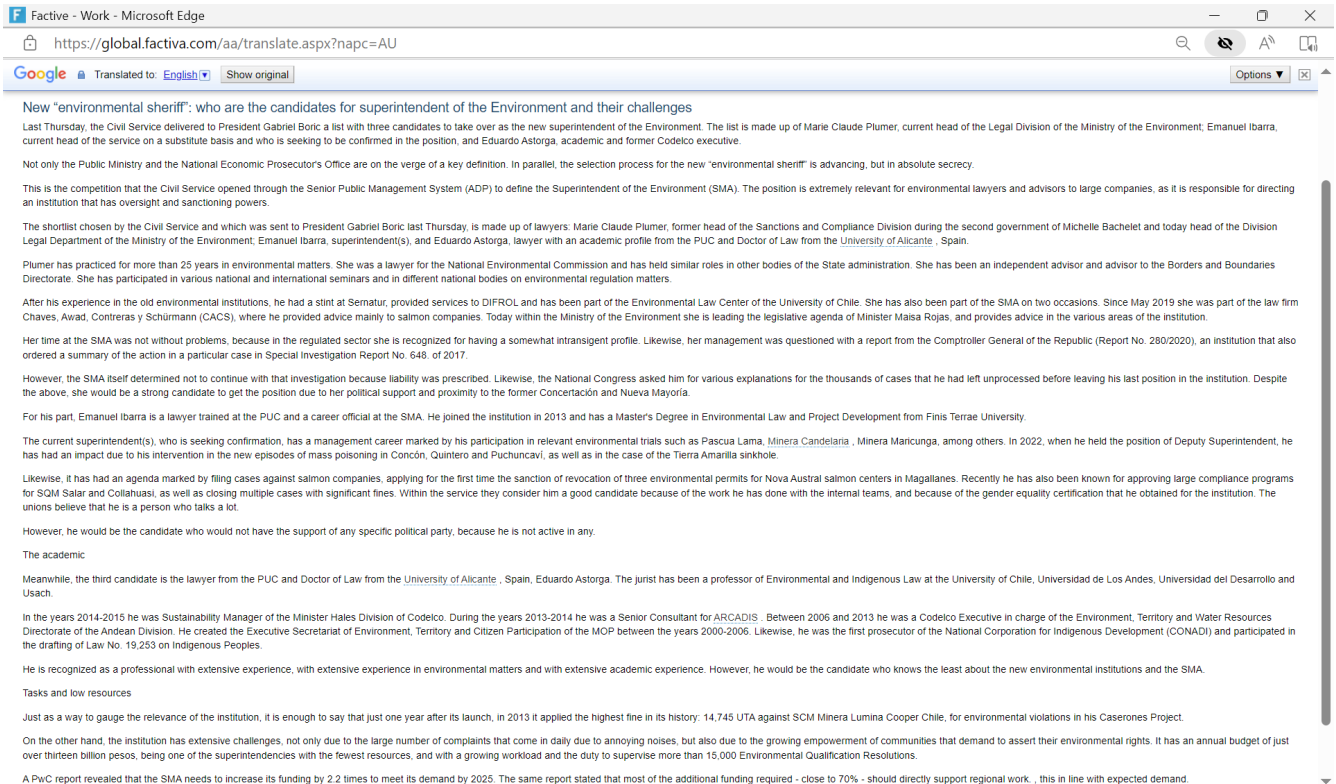 Factive - Work - Microsoft Edge
https://global.factiva.com/aa/translate.aspx?napc=AU
Google Translated to: English Show original Options ▼
New “environmental sheriff”: who are the candidates for superintendent of the Environment and their challenges
Last Thursday, the Civil Service delivered to President Gabriel Boric a list with three candidates to take over as the new superintendent of the Environment. The list is made up of Marie Claude Plumer, current head of the Legal Division of the Ministry of the Environment; Emanuel Ibarra,
current head of the service on a substitute basis and who is seeking to be confirmed in the position, and Eduardo Astorga, academic and former Codelco executive.
Not only the Public Ministry and the National Economic Prosecutor's Office are on the verge of a key definition. In parallel, the selection process for the new “environmental sheriff” is advancing, but in absolute secrecy.
This is the competition that the Civil Service opened through the Senior Public Management System (ADP) to define the Superintendent of the Environment (SMA). The position is extremely relevant for environmental lawyers and advisors to large companies, as it is responsible for directing
an institution that has oversight and sanctioning powers.
The shortlist chosen by the Civil Service and which was sent to President Gabriel Boric last Thursday, is made up of lawyers: Marie Claude Plumer, former head of the Sanctions and Compliance Division during the second government of Michelle Bachelet and today head of the Division
Legal Department of the Ministry of the Environment; Emanuel Ibarra, superintendent(s), and Eduardo Astorga, lawyer with an academic profile from the PUC and Doctor of Law from the University of Alicante , Spain.
Plumer has practiced for more than 25 years in environmental matters. She was a lawyer for the National Environmental Commission and has held similar roles in other bodies of the State administration. She has been an independent advisor and advisor to the Borders and Boundaries
Directorate. She has participated in various national and international seminars and in different national bodies on environmental regulation matters.
After his experience in the old environmental institutions, he had a stint at Sernatur, provided services to DIFROL and has been part of the Environmental Law Center of the University of Chile. She has also been part of the SMA on two occasions. Since May 2019 she was part of the law firm
Chaves, Awad, Contreras y Schürmann (CACS), where he provided advice mainly to salmon companies. Today within the Ministry of the Environment she is leading the legislative agenda of Minister Maisa Rojas, and provides advice in the various areas of the institution.
Her time at the SMA was not without problems, because in the regulated sector she is recognized for having a somewhat intransigent profile. Likewise, her management was questioned with a report from the Comptroller General of the Republic (Report No. 280/2020), an institution that also
ordered a summary of the action in a particular case in Special Investigation Report No. 648. of 2017.
However, the SMA itself determined not to continue with that investigation because liability was prescribed. Likewise, the National Congress asked him for various explanations for the thousands of cases that he had left unprocessed before leaving his last position in the institution. Despite
the above, she would be a strong candidate to get the position due to her political support and proximity to the former Concertación and Nueva Mayoría.
For his part, Emanuel Ibarra is a lawyer trained at the PUC and a career official at the SMA. He joined the institution in 2013 and has a Master's Degree in Environmental Law and Project Development from Finis Terrae University.
The current superintendent(s), who is seeking confirmation, has a management career marked by his participation in relevant environmental trials such as Pascua Lama, Minera Candelaria , Minera Maricunga, among others. In 2022, when he held the position of Deputy Superintendent, he
has had an impact due to his intervention in the new episodes of mass poisoning in Concón, Quintero and Puchuncaví, as well as in the case of the Tierra Amarilla sinkhole.
Likewise, it has had an agenda marked by filing cases against salmon companies, applying for the first time the sanction of revocation of three environmental permits for Nova Austral salmon centers in Magallanes. Recently he has also been known for approving large compliance programs
for SQM Salar and Collahuasi, as well as closing multiple cases with significant fines. Within the service they consider him a good candidate because of the work he has done with the internal teams, and because of the gender equality certification that he obtained for the institution. The
unions believe that he is a person who talks a lot.
However, he would be the candidate who would not have the support of any specific political party, because he is not active in any.
The academic
Meanwhile, the third candidate is the lawyer from the PUC and Doctor of Law from the University of Alicante , Spain, Eduardo Astorga. The jurist has been a professor of Environmental and Indigenous Law at the University of Chile, Universidad de Los Andes, Universidad del Desarrollo and
Usach.
In the years 2014-2015 he was Sustainability Manager of the Minister Hales Division of Codelco. During the years 2013-2014 he was a Senior Consultant for ARCADIS . Between 2006 and 2013 he was a Codelco Executive in charge of the Environment, Territory and Water Resources
Directorate of the Andean Division. He created the Executive Secretariat of Environment, Territory and Citizen Participation of the MOP between the years 2000-2006. Likewise, he was the first prosecutor of the National Corporation for Indigenous Development (CONADI) and participated in
the drafting of Law No. 19,253 on Indigenous Peoples.
He is recognized as a professional with extensive experience, with extensive experience in environmental matters and with extensive academic experience. However, he would be the candidate who knows the least about the new environmental institutions and the SMA.
Tasks and low resources
Just as a way to gauge the relevance of the institution, it is enough to say that just one year after its launch, in 2013 it applied the highest fine in its history: 14,745 UTA against SCM Minera Lumina Cooper Chile, for environmental violations in his Caserones Project.
On the other hand, the institution has extensive challenges, not only due to the large number of complaints that come in daily due to annoying noises, but also due to the growing empowerment of communities that demand to assert their environmental rights. It has an annual budget of just
over thirteen billion pesos, being one of the superintendencies with the fewest resources, and with a growing workload and the duty to supervise more than 15,000 Environmental Qualification Resolutions.
A PwC report revealed that the SMA needs to increase its funding by 2.2 times to meet its demand by 2025. The same report stated that most of the additional funding required - close to 70% - should directly support regional work. , this in line with expected demand.